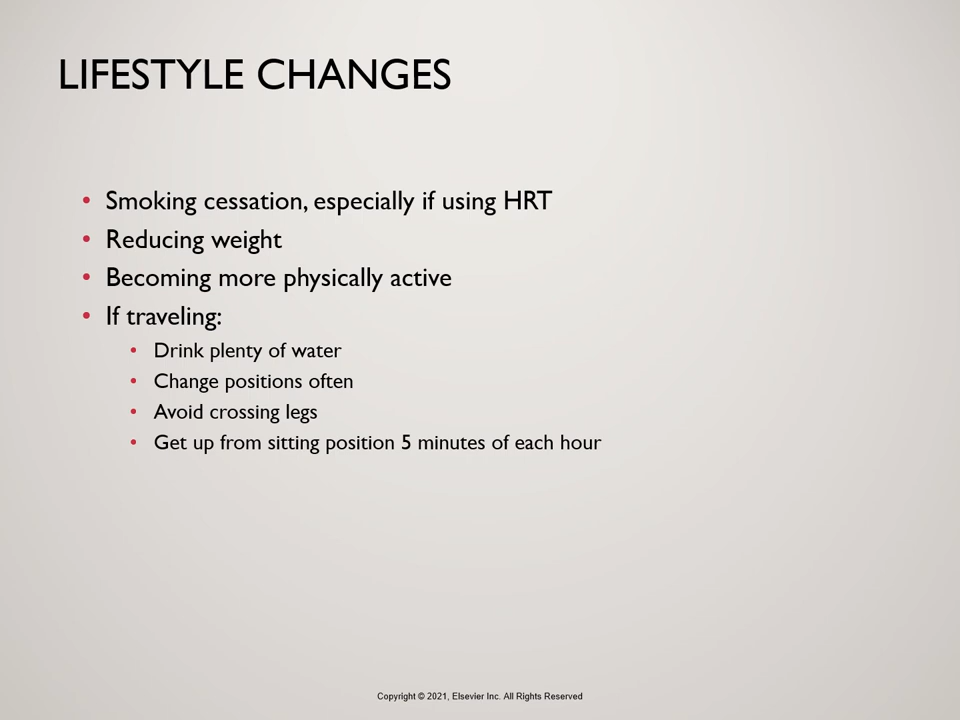 LIFESTYLE CHANGES
• Smoking cessation, especially if using HRT
• Reducing weight
• Becoming more physically active
• If traveling:
• Drink plenty of water
• Change positions often
• Avoid crossing legs
• Get up from sitting position 5 minutes of each hour
Copyright © 2021, Elsevier Inc. All Rights Reserved